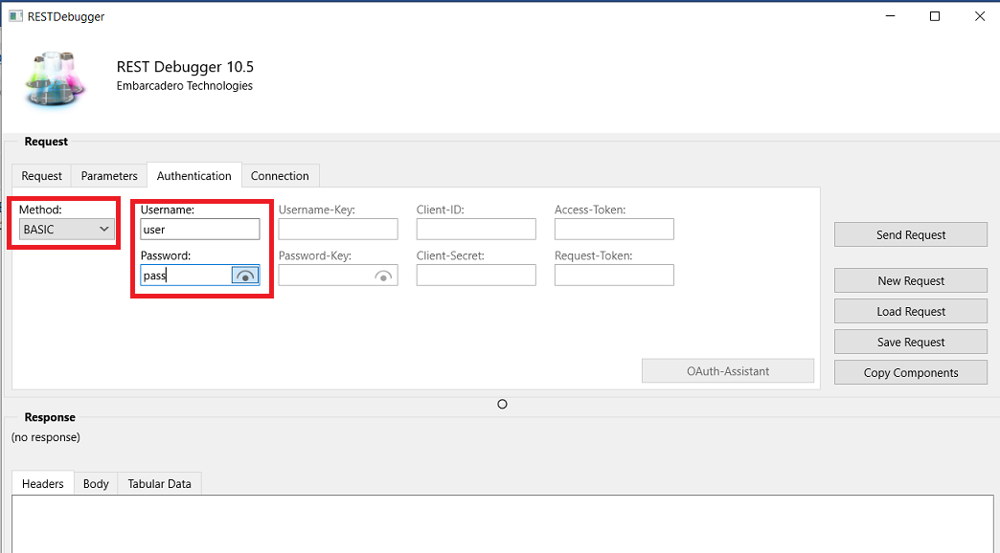 RESTDebugger
REST Debugger 10.5
Embarcadero Technologies
Request
Request Parameters Authentication Connection
Method: Username: Username-Key: Client-ID: Access-Token:
BASIC user
Password: Password-Key: Client-Secret: Request-Token:
pass
Send Request
New Request
Load Request
Save Request
OAuth-Assistant Copy Components
Response
(no response)
Headers Body Tabular Data